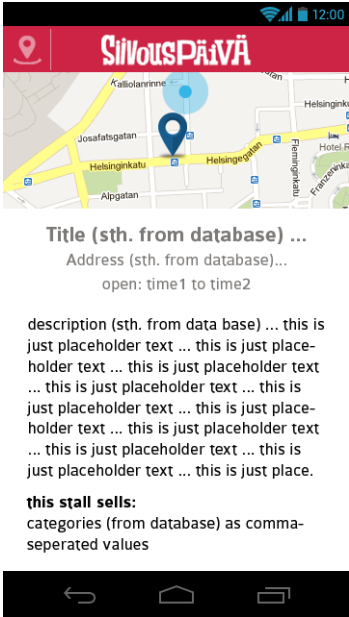 12:00
SiivousPäivä
Kalliolanrinne
Helsinginku
Josafatsgatan
Fleminginkatu
Hotel R
Helsinginkatu
Helsingegatan
Franzeninka
Alpgatan
Title (sth. from database) ...
Address (sth. from database)...
open: time1 to time2
description (sth. from data base) ... this is
just placeholder text ... this is just place-
holder text ... this is just placeholder text
... this is just placeholder text ... this is
just placeholder text ... this is just place-
holder text ... this is just placeholder text
... this is just placeholder text ... this is
just placeholder text ... this is just place.
this stall sells:
categories (from database) as comma-
seperated values